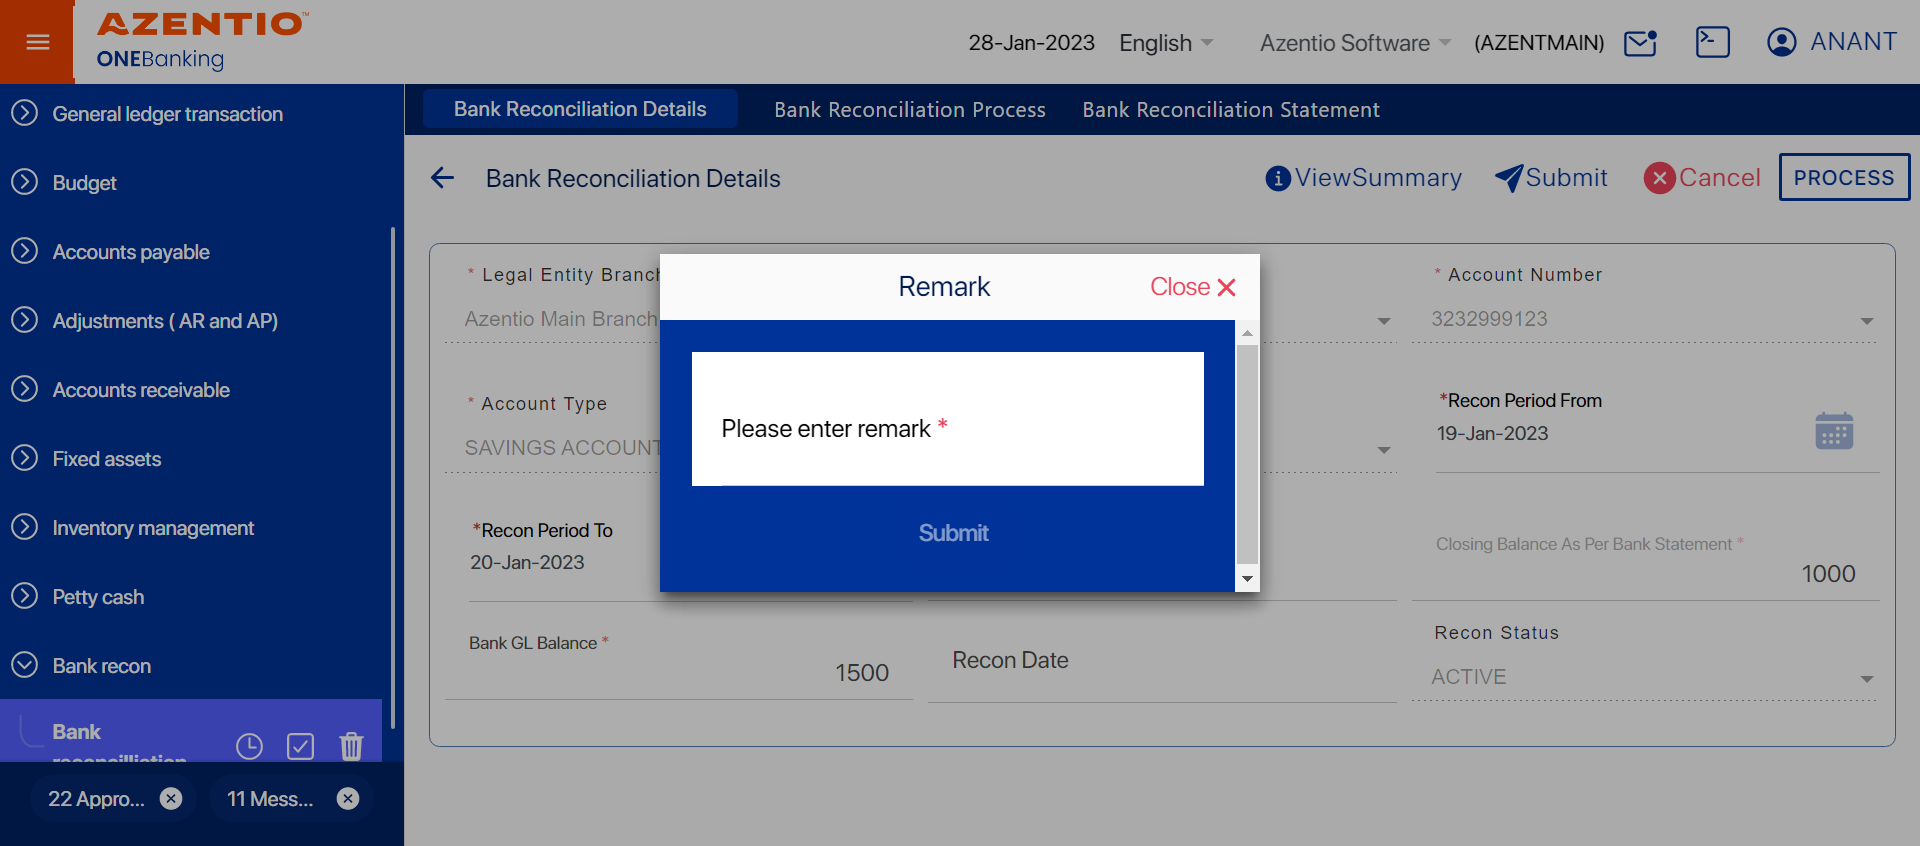 AZENTIO™
ONEBanking
28-Jan-2023 English Azentio Software (AZENTMAIN) ANANT
General ledger transaction
Budget
Accounts payable
Adjustments ( AR and AP)
Accounts receivable
Fixed assets
Inventory management
Petty cash
Bank recon
Bank
reconcilliation
22 Appro...
11 Mess...
Bank Reconciliation Details Bank Reconciliation Process Bank Reconciliation Statement
Bank Reconciliation Details ViewSummary Submit Cancel PROCESS
* Legal Entity Branch
Azentio Main Branch
* Account Number
3232999123
* Account Type
SAVINGS ACCOUNT
*Recon Period From
19-Jan-2023
*Recon Period To
20-Jan-2023
Closing Balance As Per Bank Statement *
1000
Bank GL Balance *
1500
Recon Date
Recon Status
ACTIVE
Remark
Close
Please enter remark *
Submit